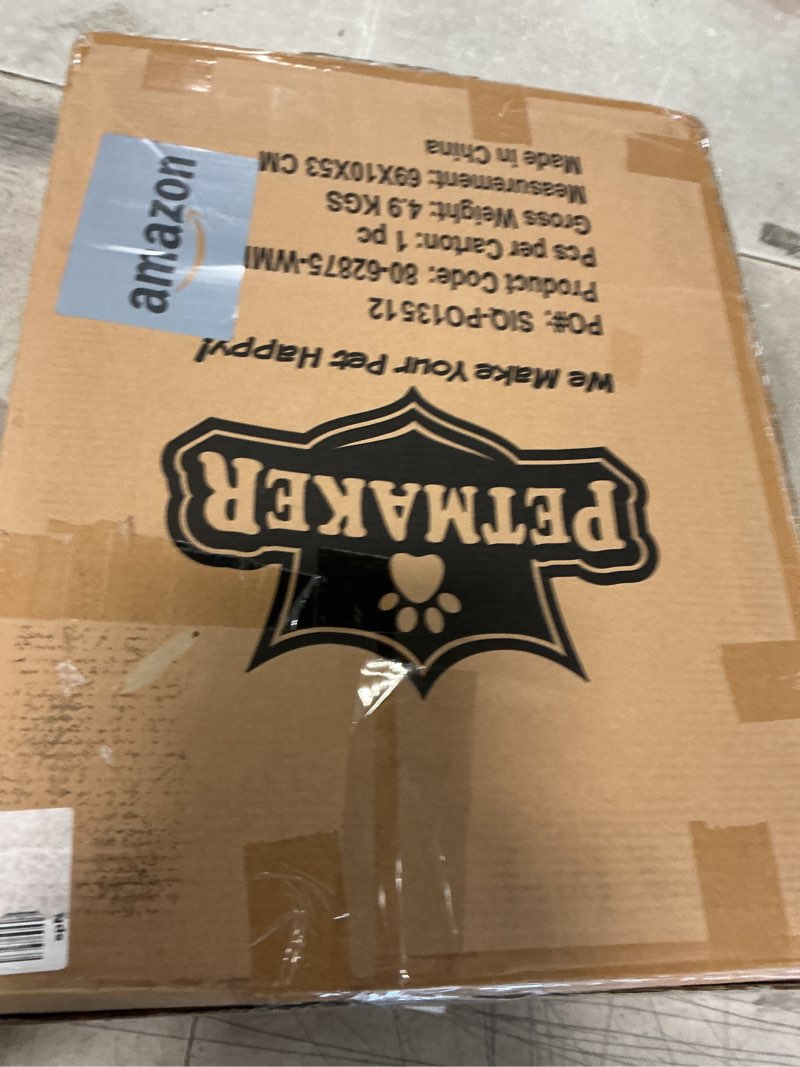 PETMAKER
We Make Your Pet Happy!
PO#: SIQ-PO13512
Product Code: 80-62875-WMI
Pcs per Carton: 1 pc
Gross Weight: 4.9 KGS
Measurement: 69X10X53 CM
Made in China
amazon